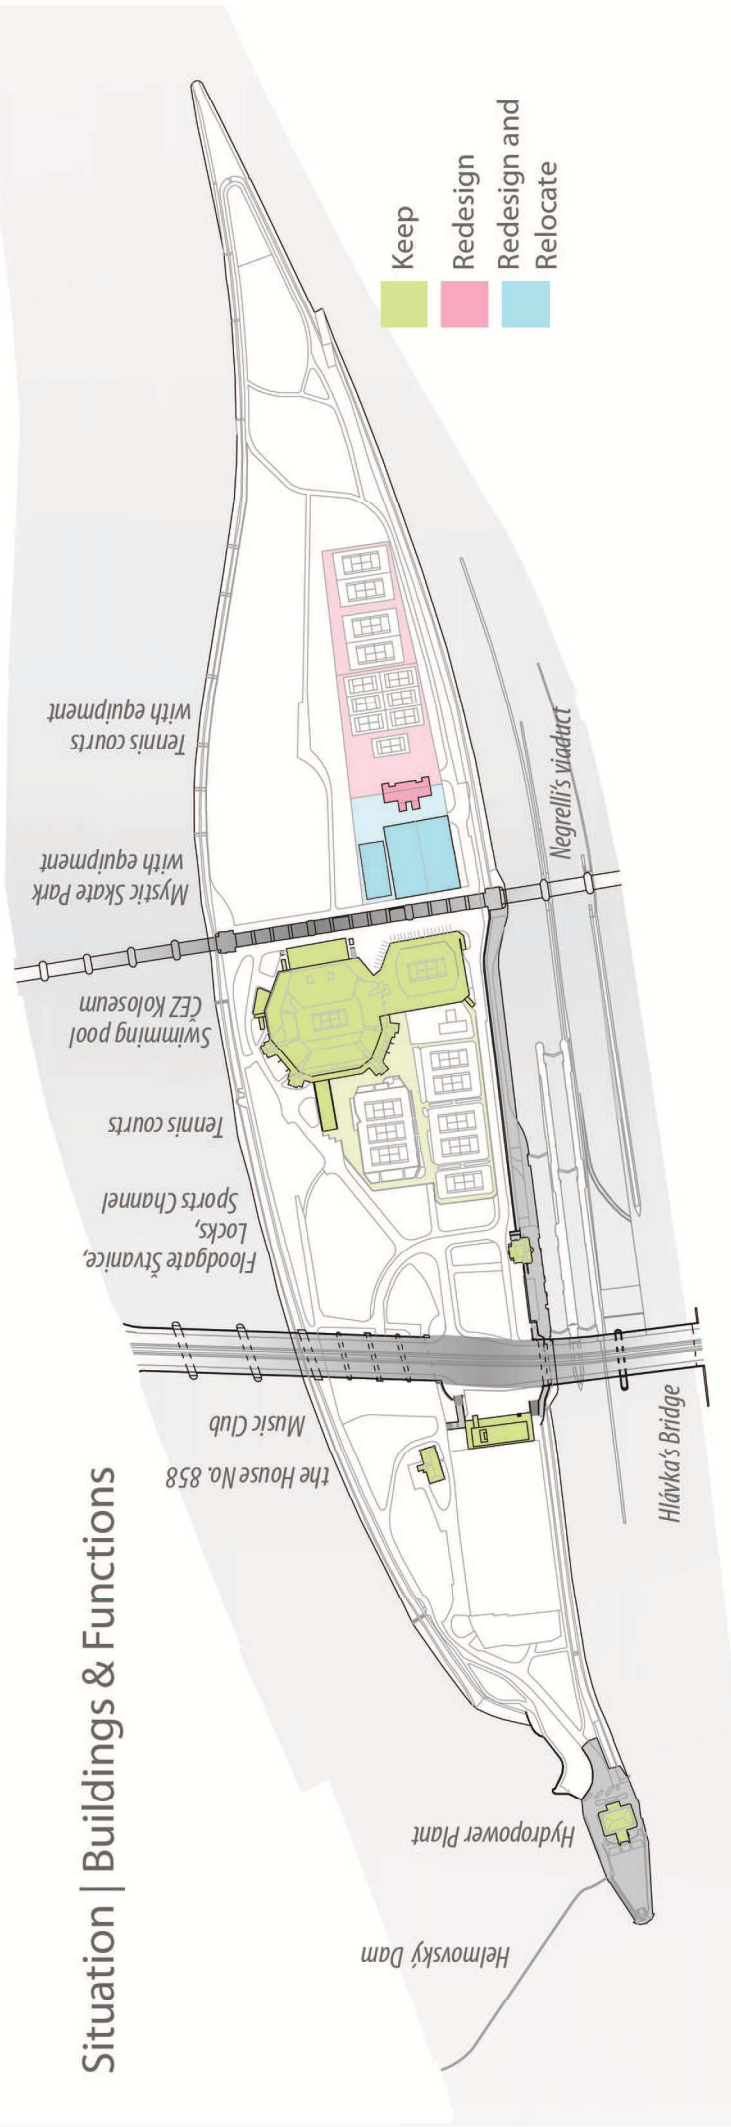 Situation | Buildings & Functions
Keep
Redesign
Redesign and
Relocate
Tennis courts
with equipment
Mystic Skate Park
with equipment
Swimming pool
ČEZ Koloseum
Tennis courts
Floodgate Štvanice,
Locks,
Sports Channel
Music Club
the House No. 858
Hydropower Plant
Helmovský Dam
Negrelli's viaduct
Hlávka's Bridge